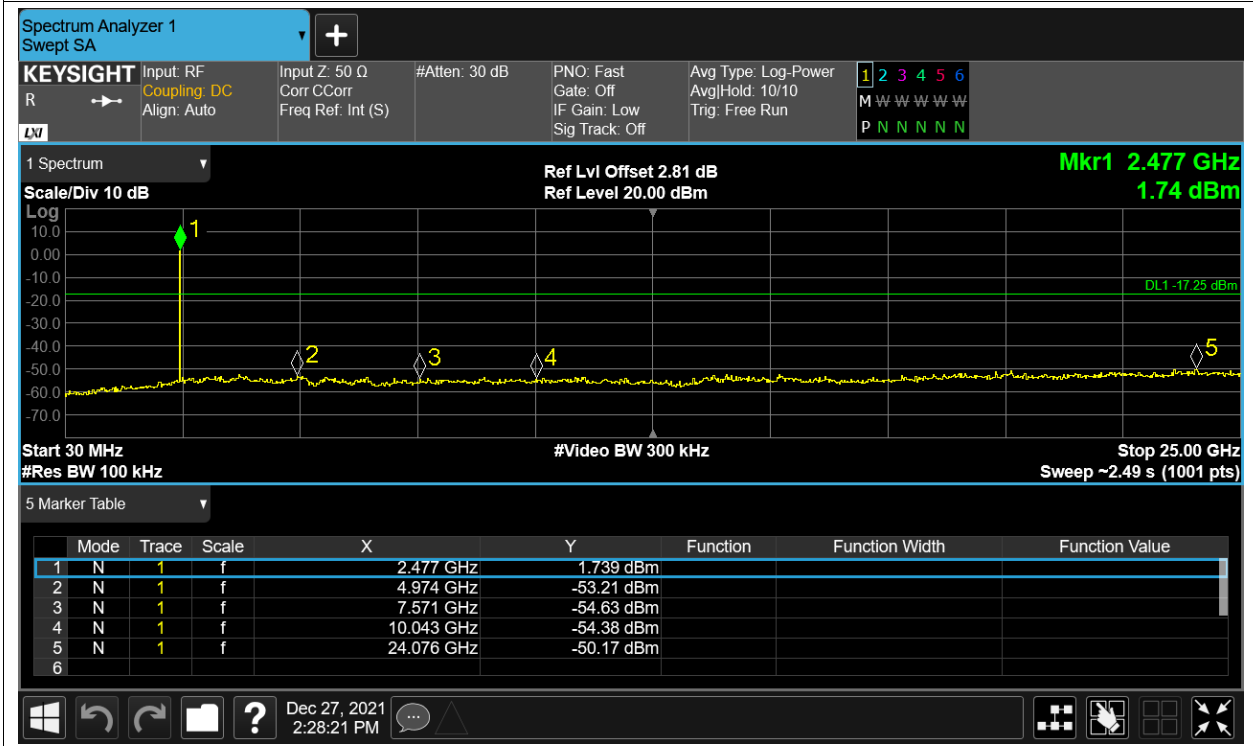 Spectrum Analyzer 1
Swept SA
+
KEYSIGHT Input: RF Input Z: 50 Ω #Atten: 30 dB PNO: Fast Avg Type: Log-Power 1 2 3 4 5 6
R Coupling: DC Corr CCorr Gate: Off Avg|Hold: 10/10 M W W W W W
Align: Auto Freq Ref: Int (S) IF Gain: Low Trig: Free Run
LXI Sig Track: Off P N N N N N
1 Spectrum Ref Lvl Offset 2.81 dB Mkr1 2.477 GHz
Scale/Div 10 dB Ref Level 20.00 dBm 1.74 dBm
Log
1
10.0
0.00
-10.0
DL1 -17.25 dBm
-20.0
-30.0
-40.0
2 3 4 5
-50.0
-60.0
-70.0
Start 30 MHz #Video BW 300 kHz Stop 25.00 GHz
#Res BW 100 kHz Sweep ~2.49 s (1001 pts)
5 Marker Table
Mode Trace Scale X Y Function Function Width Function Value
1 N 1 f 2.477 GHz 1.739 dBm
2 N 1 f 4.974 GHz -53.21 dBm
3 N 1 f 7.571 GHz -54.63 dBm
4 N 1 f 10.043 GHz -54.38 dBm
5 N 1 f 24.076 GHz -50.17 dBm
6
? Dec 27, 2021
2:28:21 PM